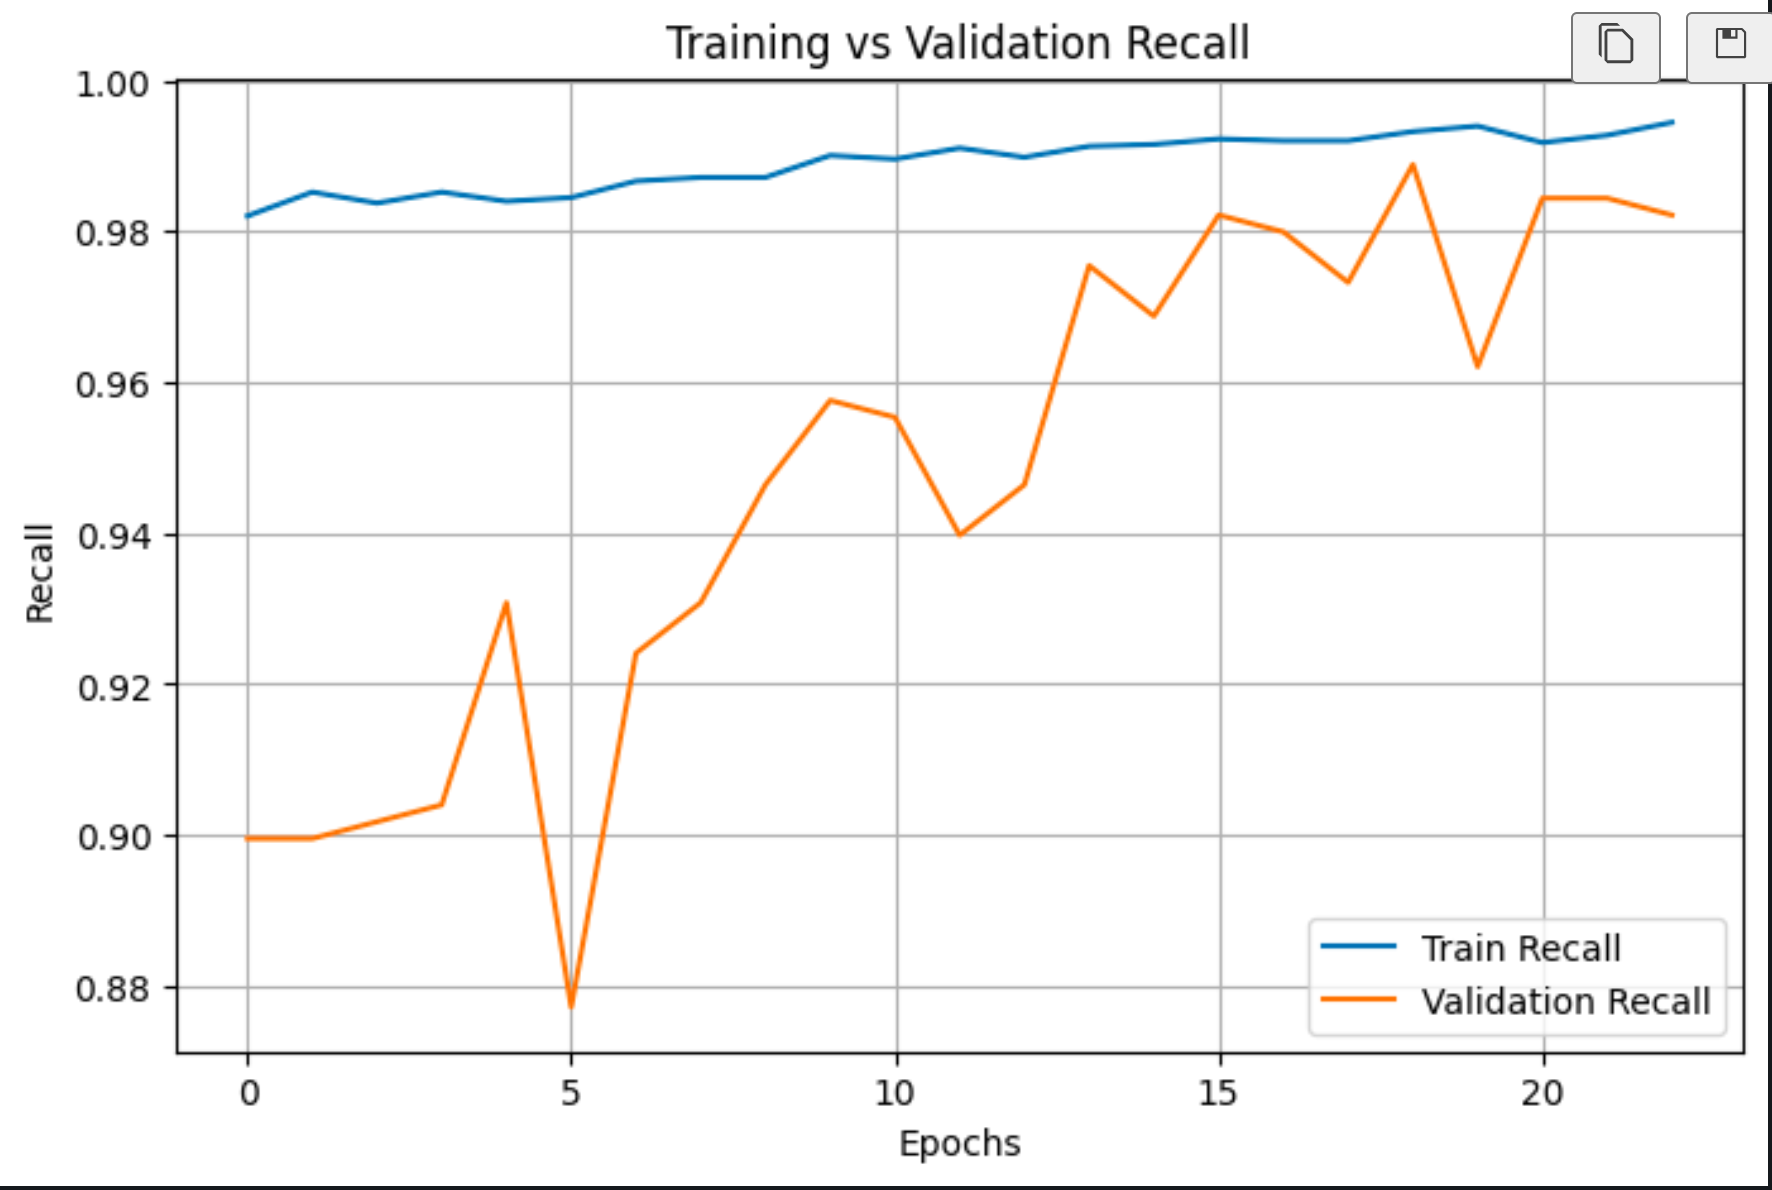 Training vs Validation Recall
1.00
0.98
0.96
0.94
0.92
0.90
0.88
Recall
Train Recall
Validation Recall
0 5 10 15 20
Epochs